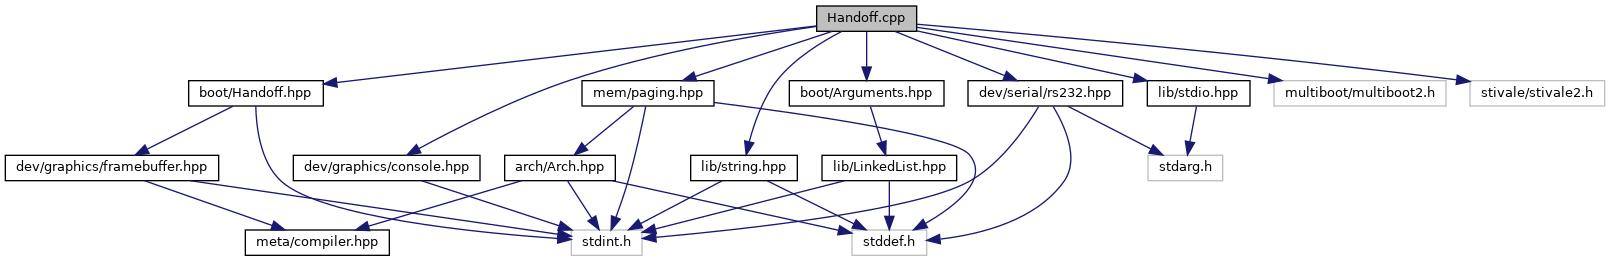 Handoff.cpp
boot/Handoff.hpp
mem/paging.hpp
boot/Arguments.hpp
dev/serial/rs232.hpp
lib/stdio.hpp
multiboot/multiboot2.h
stivale/stivale2.h
dev/graphics/framebuffer.hpp
dev/graphics/console.hpp
arch/Arch.hpp
lib/string.hpp
lib/LinkedList.hpp
stdarg.h
meta/compiler.hpp
stdint.h
stddef.h